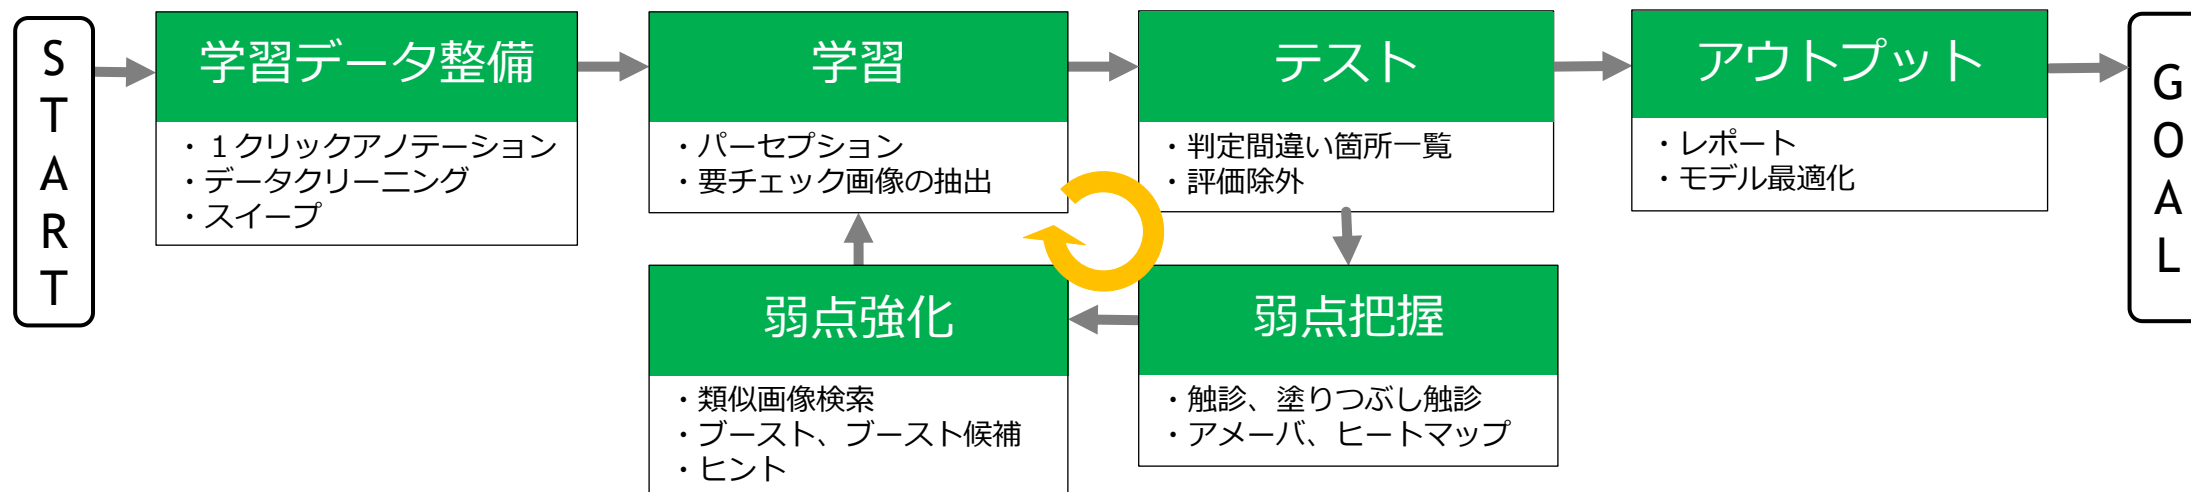 START
学習データ整備
・１クリックアノテーション
・データクリーニング
・スイープ
学習
・パーセプション
・要チェック画像の抽出
テスト
・判定間違い箇所一覧
・評価除外
アウトプット
・レポート
・モデル最適化
GOAL
弱点強化
・類似画像検索
・ブースト、ブースト候補
・ヒント
弱点把握
・触診、塗りつぶし触診
・アメーバ、ヒートマップ